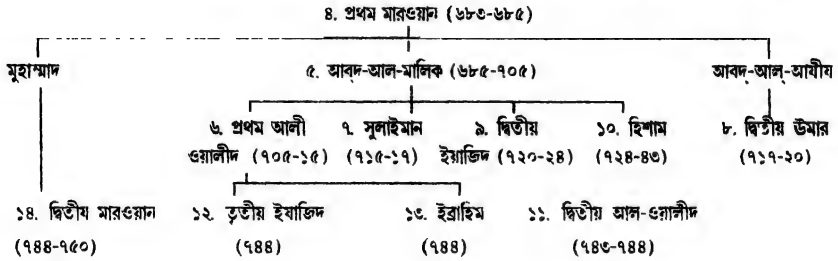 ৪. প্রথম মারওয়ান (৬৮৩-৬৮৫)
মুহাম্মাদ ৫. আবদ-আল-মালিক (৬৮৫-৭০৫) আবদ্-আল্-আযীয
৬. প্রথম আলী ৭. সুলাইমান ৯. দ্বিতীয় ১০. হিশাম ৮. দ্বিতীয় উমার
ওয়ালীদ (৭০৫-১৫) (৭১৫-১৭) ইয়াজিদ (৭২০-২৪) (৭২৪-৪৩) (৭১৭-২০)
১৪. দ্বিতীয মারওয়ান ১২. তৃতীয় ইযাজিদ ১৩. ইব্রাহিম ১১. দ্বিতীয় আল-ওয়ালীদ
(৭৪৪-৭৫০) (৭৪৪) (৭৪৪) (৭৪৩-৭৪৪)